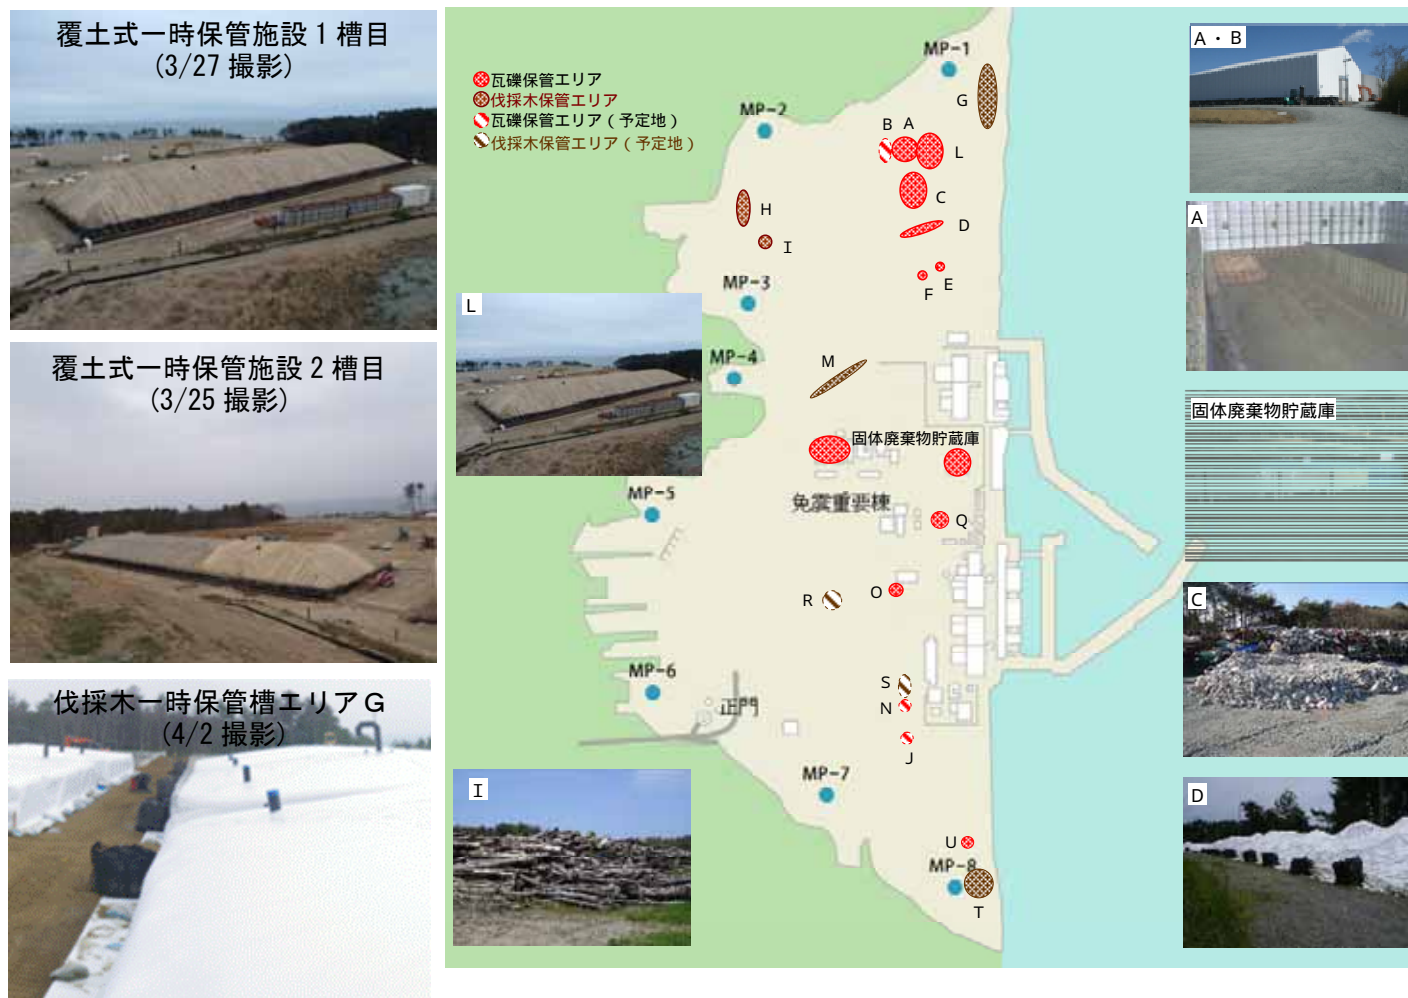 覆土式一時保管施設１槽目
(3/27 撮影)
覆土式一時保管施設２槽目
(3/25 撮影)
伐採木一時保管槽エリアＧ
(4/2 撮影)
瓦礫保管エリア
伐採木保管エリア
瓦礫保管エリア（予定地）
伐採木保管エリア（予定地）
MP-1
G
MP-2
B A
L
C
H
I
D
E
F
MP-3
L
MP-4
M
固体廃棄物貯蔵庫
MP-5
免震重要棟
Q
O
R
MP-6
S
N
正門
J
MP-7
I
U
MP-8
T
A・B
A
固体廃棄物貯蔵庫
C
D